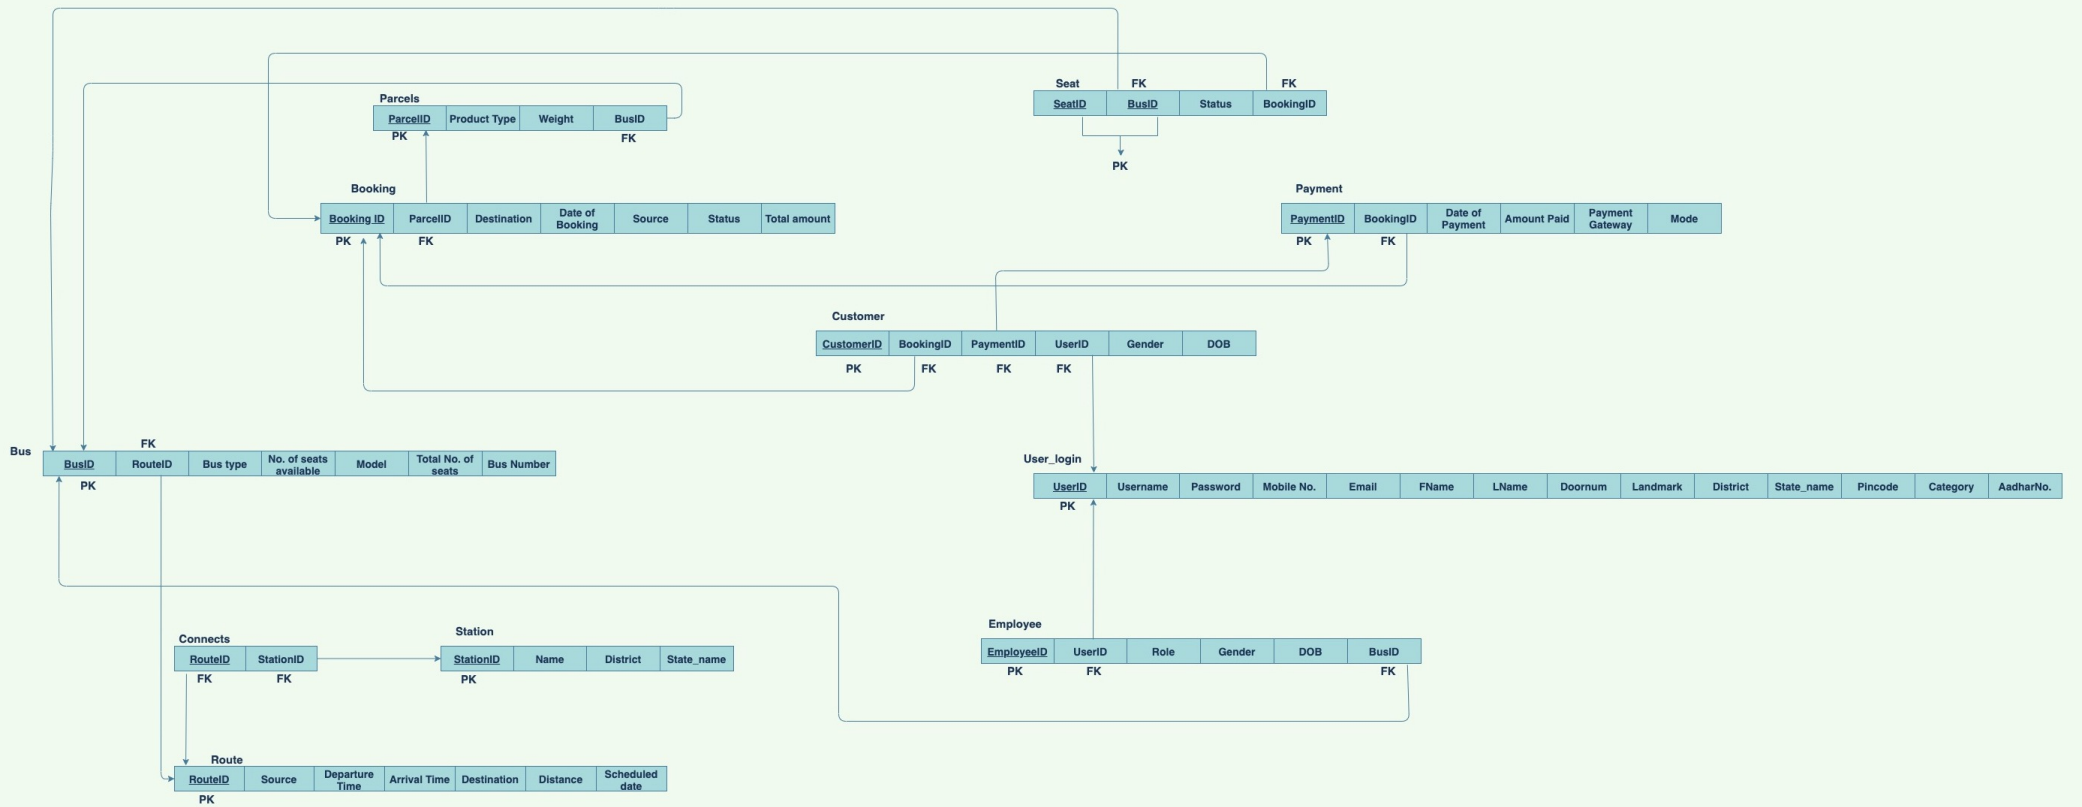 Seat FK FK
SeatID BusID Status BookingID
PK
Parcels
ParcelID Product Type Weight BusID
PK FK
Booking
Booking ID ParcelID Destination Date of Booking Source Status Total amount
PK FK
Payment
PaymentID BookingID Date of Payment Amount Paid Payment Gateway Mode
PK FK
Customer
CustomerID BookingID PaymentID UserID Gender DOB
PK FK FK FK
Bus FK
BusID RouteID Bus type No. of seats available Model Total No. of seats Bus Number
PK
User_login
UserID Username Password Mobile No. Email FName LName Doornum Landmark District State_name Pincode Category AadharNo.
PK
Connects
RouteID StationID
FK FK
Station
StationID Name District State_name
PK
Employee
EmployeeID UserID Role Gender DOB BusID
PK FK FK
Route
RouteID Source Departure Time Arrival Time Destination Distance Scheduled date
PK